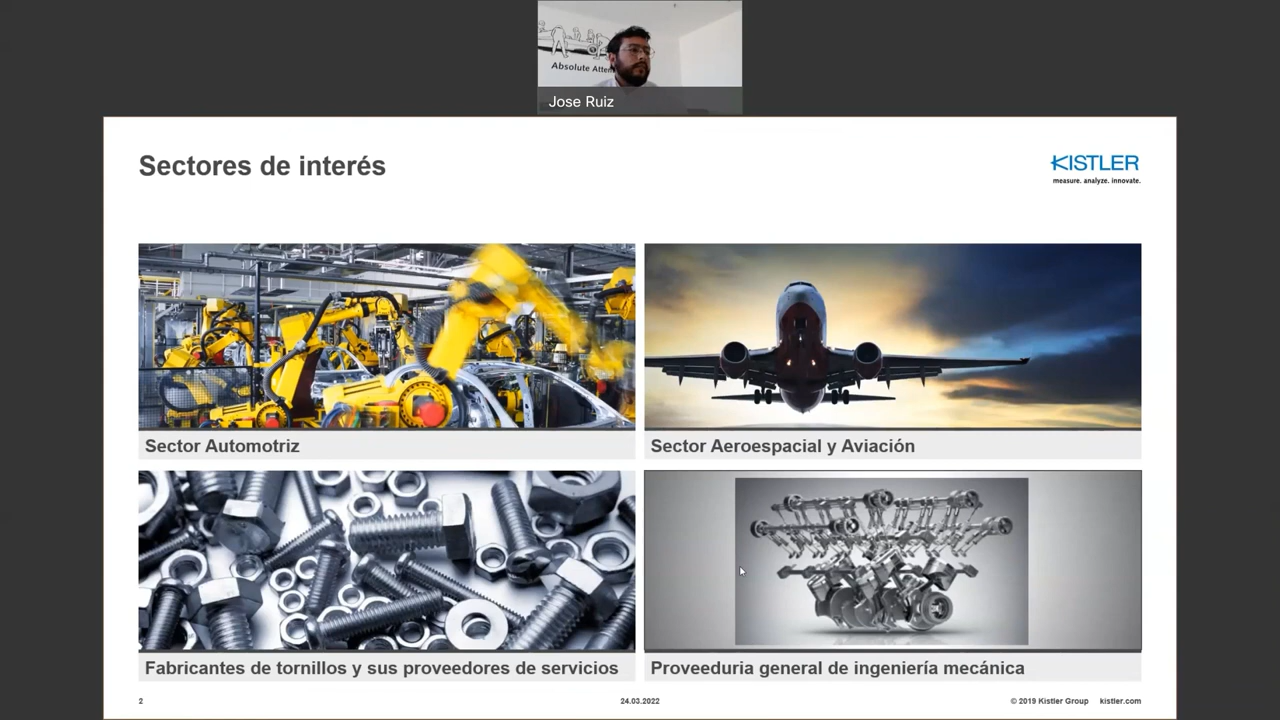 Absolute Atten
Jose Ruiz
Sectores de interés
KISTLER
measure. analyze. innovate.
Sector Automotriz
Sector Aeroespacial y Aviación
Fabricantes de tornillos y sus proveedores de servicios
Proveeduria general de ingeniería mecánica
2
24.03.2022
© 2019 Kistler Group
kistler.com